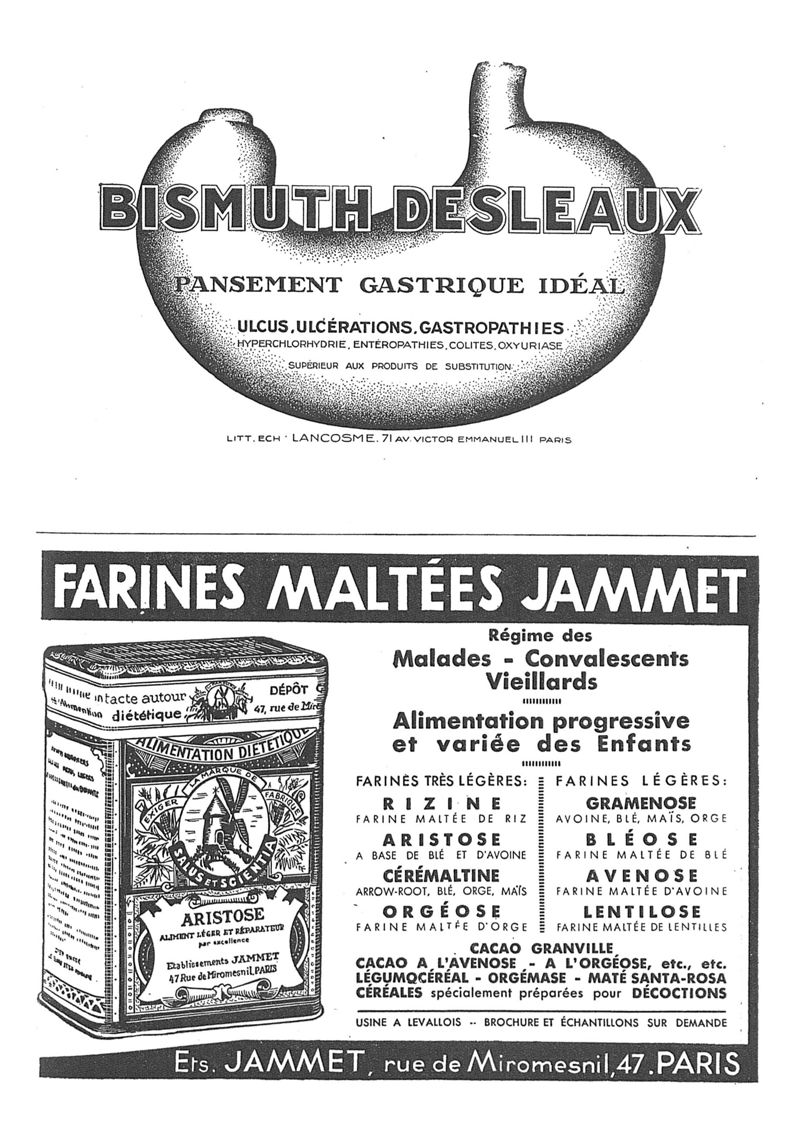 BISMUTH DESLEAUX
PANSEMENT GASTRIQUE IDÉAL
ULCUS, ULCÉRATIONS, GASTROPATHIES
HYPERCHLORHYDRIE, ENTÉROPATHIES, COLITES, OXYURIASE
SUPÉRIEUR AUX PRODUITS DE SUBSTITUTION
LITT. ECH · LANCOSME. 71 AV. VICTOR EMMANUEL III PARIS
FARINES MALTÉES JAMMET
intacte autour
diététique
DÉPÔT
47, rue de
ALIMENTATION DIÉTÉTIQUE
EXIGER LA MARQUE DE FABRIQUE
SALUS ET SCIENTIA
ARISTOSE
ALIMENT LÉGER ET RÉPARATEUR
par excellence
Etablissements JAMMET
47 Rue de Miromesnil, PARIS
Régime des
Malades - Convalescents
Vieillards
Alimentation progressive
et variée des Enfants
FARINES TRÈS LÉGÈRES:
RIZINE
FARINE MALTÉE DE RIZ
ARISTOSE
A BASE DE BLÉ ET D'AVOINE
CÉRÉMALTINE
ARROW-ROOT, BLÉ, ORGE, MAÏS
ORGÉOSE
FARINE MALTÉE D'ORGE
FARINES LÉGÈRES:
GRAMENOSE
AVOINE, BLÉ, MAÏS, ORGE
BLÉOSE
FARINE MALTÉE DE BLÉ
AVENOSE
FARINE MALTÉE D'AVOINE
LENTILOSE
FARINE MALTÉE DE LENTILLES
CACAO GRANVILLE
CACAO A L'AVENOSE - A L'ORGÉOSE, etc., etc.
LÉGUMOCÉRÉAL - ORGÉMASE - MATÉ SANTA-ROSA
CÉRÉALES spécialement préparées pour DÉCOCTIONS
USINE A LEVALLOIS -- BROCHURE ET ÉCHANTILLONS SUR DEMANDE
Ets. JAMMET, rue de Miromesnil, 47. PARIS